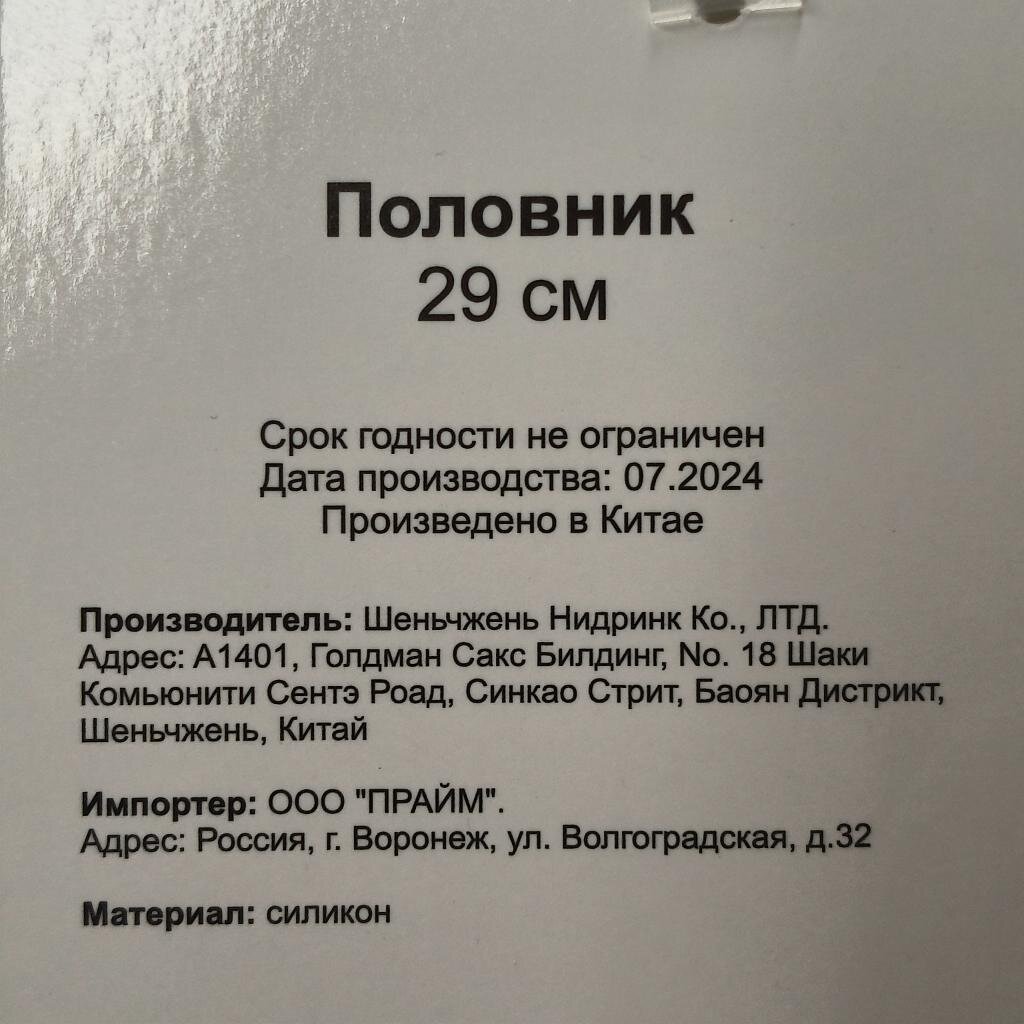 Половник
29 см
Срок годности не ограничен
Дата производства: 07.2024
Произведено в Китае
Производитель: Шеньчжень Нидринк Ко., ЛТД.
Адрес: А1401, Голдман Сакс Билдинг, No. 18 Шаки
Комьюнити Сентэ Роад, Синкао Стрит, Баоян Дистрикт,
Шеньчжень, Китай
Импортер: ООО "ПРАЙМ".
Адрес: Россия, г. Воронеж, ул. Волгоградская, д.32
Материал: силикон